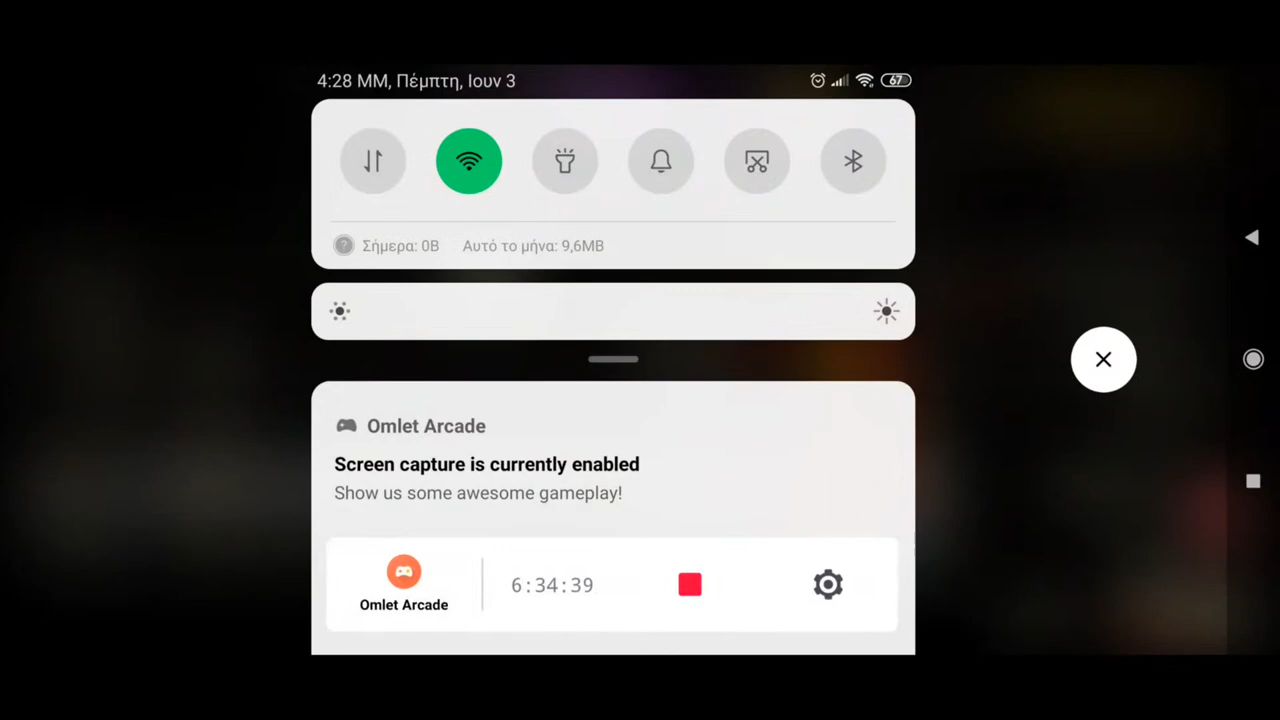 4:28 ΜΜ, Πέμπτη, Ιουν 3
67
Σήμερα: 0B Αυτό το μήνα: 9,6MB
Omlet Arcade
Screen capture is currently enabled
Show us some awesome gameplay!
6:34:39
Omlet Arcade